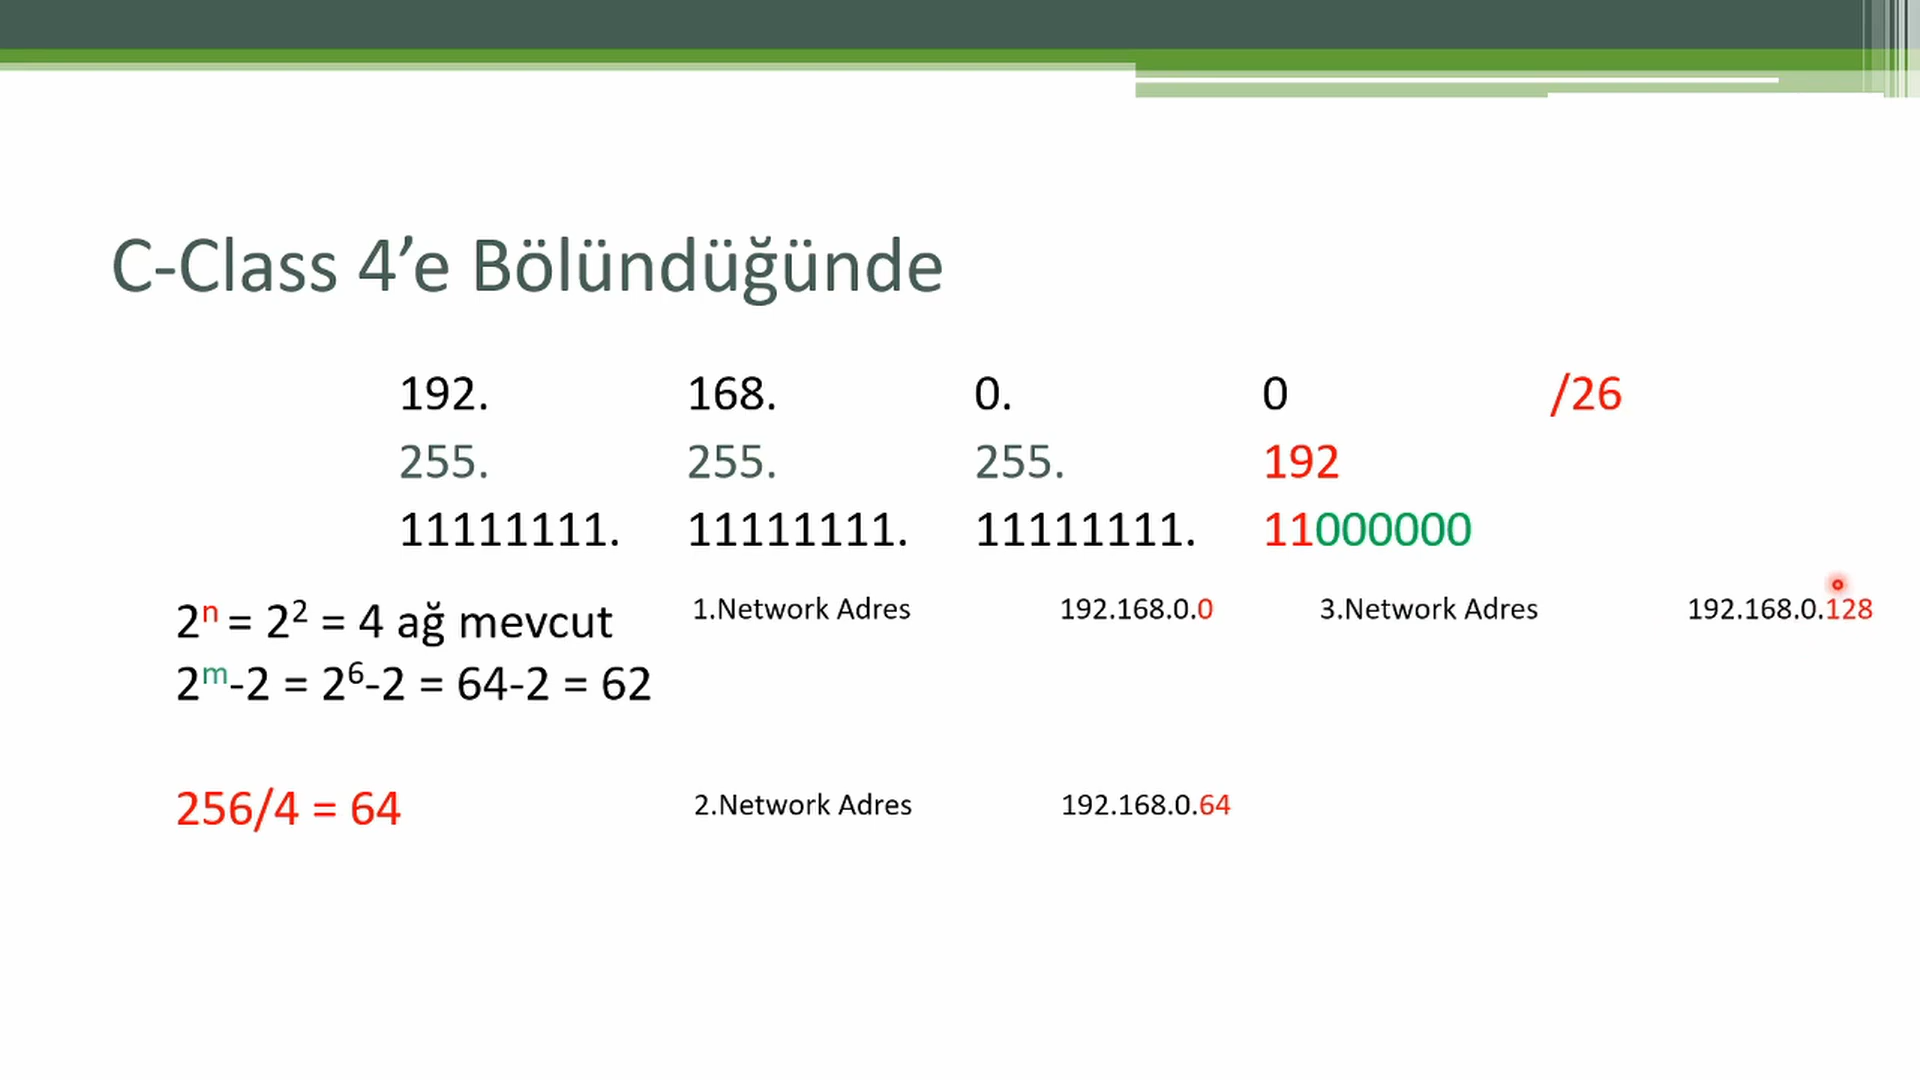 C-Class 4’e Bölündüğünde
192. 168. 0. 0 /26
255. 255. 255. 192
11111111. 11111111. 11111111. 11000000
2ⁿ = 2² = 4 ağ mevcut
2ᵐ-2 = 2⁶-2 = 64-2 = 62
256/4 = 64
1.Network Adres 192.168.0.0
2.Network Adres 192.168.0.64
3.Network Adres 192.168.0.128